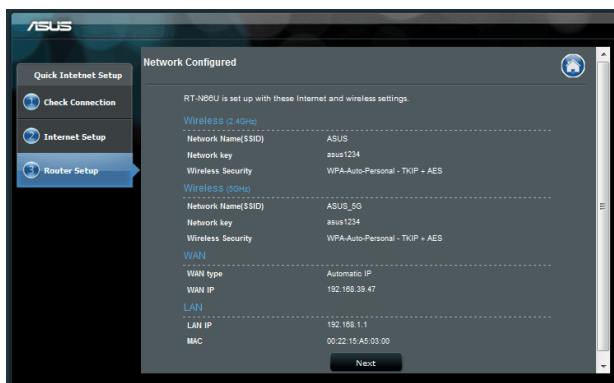 ASUS
Quick Internet Setup
1 Check Connection
2 Internet Setup
3 Router Setup
Network Configured
RT-N66U is set up with these Internet and wireless settings.
Wireless (2.4GHz)
Network Name(SSID) ASUS
Network key asus1234
Wireless Security WPA-Auto-Personal - TKIP + AES
Wireless (5GHz)
Network Name(SSID) ASUS_5G
Network key asus1234
Wireless Security WPA-Auto-Personal - TKIP + AES
WAN
WAN type Automatic IP
WAN IP 192.168.39.47
LAN
LAN IP 192.168.1.1
MAC 00:22:15:A5:03:00
Next